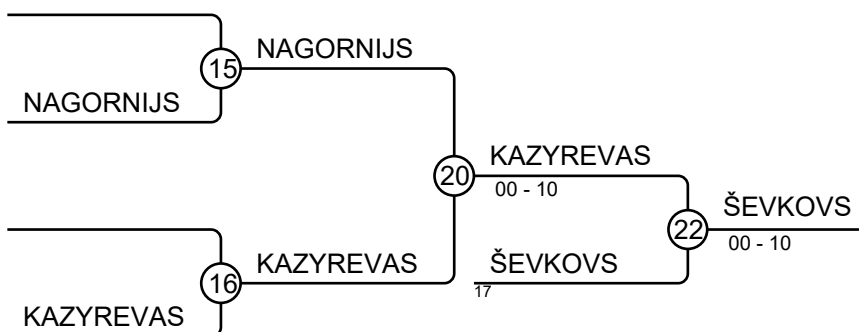 NAGORNIJS
15
NAGORNIJS
KAZYREVAS
20
00 - 10
ŠEVKOVS
22
00 - 10
KAZYREVAS
ŠEVKOVS
16
17
KAZYREVAS